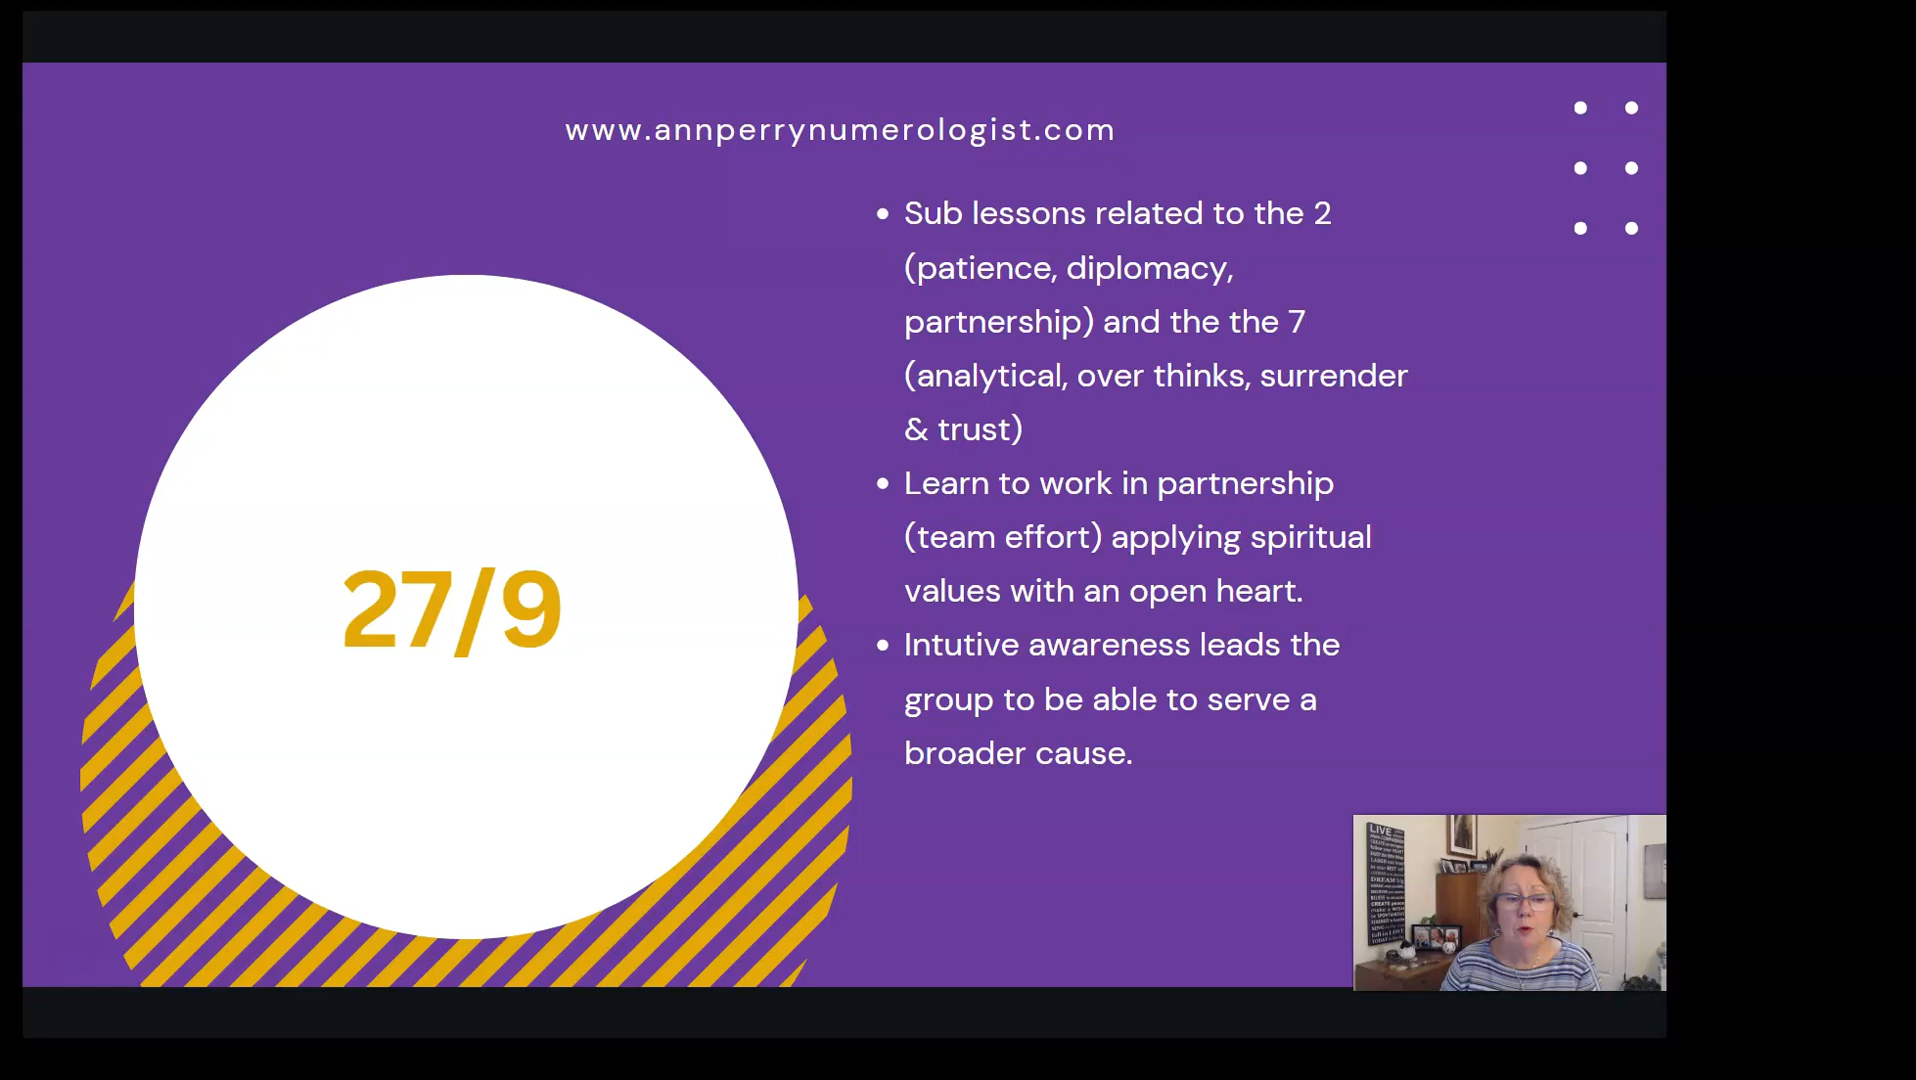 www.annperrynumerologist.com
Sub lessons related to the 2
(patience, diplomacy,
partnership) and the the 7
(analytical, over thinks, surrender
& trust)
Learn to work in partnership
(team effort) applying spiritual
values with an open heart.
Intutive awareness leads the
group to be able to serve a
broader cause.
27/9
LIVE
DREAM